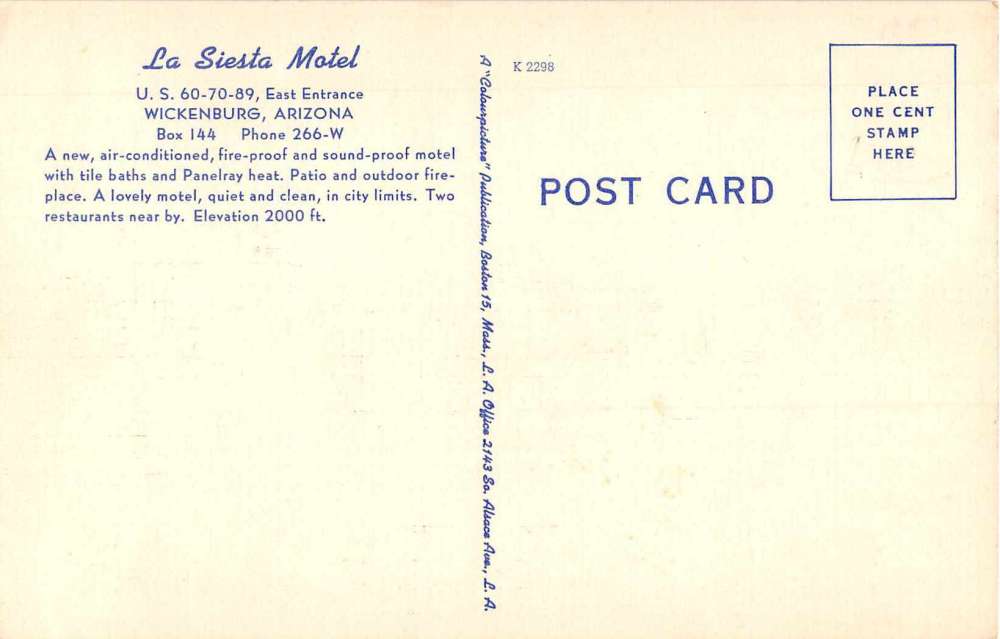 La Siesta Motel
U. S. 60-70-89, East Entrance
WICKENBURG, ARIZONA
Box 144 Phone 266-W
A new, air-conditioned, fire-proof and sound-proof motel
with tile baths and Panelray heat. Patio and outdoor fire-
place. A lovely motel, quiet and clean, in city limits. Two
restaurants near by. Elevation 2000 ft.
A "Colourpicture" Publication, Boston 15, Mass., L. A. Office 2143 So. Alsace Ave., L. A.
K 2298
POST CARD
PLACE
ONE CENT
STAMP
HERE